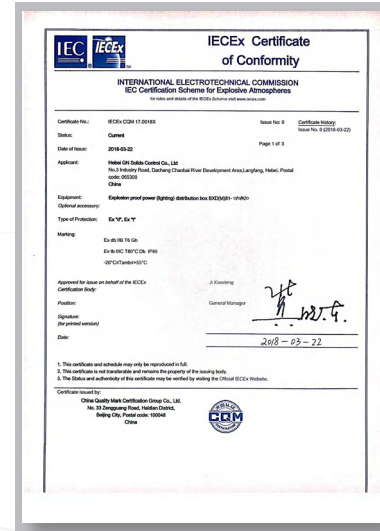 IEC IECEx
IECEx Certificate
of Conformity
INTERNATIONAL ELECTROTECHNICAL COMMISSION
IEC Certification Scheme for Explosive Atmospheres
for rules and details of the IECEx Scheme visit www.iecex.com
Certificate No.: IECEx CQM 17.0018X Issue No: 0 Certificate history:
Issue No. 0 (2018-03-22)
Status: Current
Page 1 of 3
Date of Issue: 2018-03-22
Applicant: Hebei GN Solids Control Co., Ltd
No.3 Industry Road, Dachang Chaobai River Development Area, Langfang, Hebei, Postal
code: 065300
China
Equipment: Explosion proof power (lighting) distribution box BXD(M)81-
Optional accessory:
Type of Protection: Ex "d", Ex "t"
Marking:
Ex db IIB T6 Gb
Ex tb IIIC T80°C Db IP66
Approved for issue on behalf of the IECEx
Certification Body:
Position: General Manager
Signature:
(for printed version)
Date: 2018-03-22
1. This certificate and schedule may only be reproduced in full.
2. This certificate is not transferable and remains the property of the issuing body.
3. The Status and authenticity of this certificate may be verified by visiting the Official IECEx Website.
Certificate issued by:
China Quality Mark Certification Group Co., Ltd.
No. 33 Zengguang Road, Haidian District,
Beijing City, Postal code: 100048
China
CQM